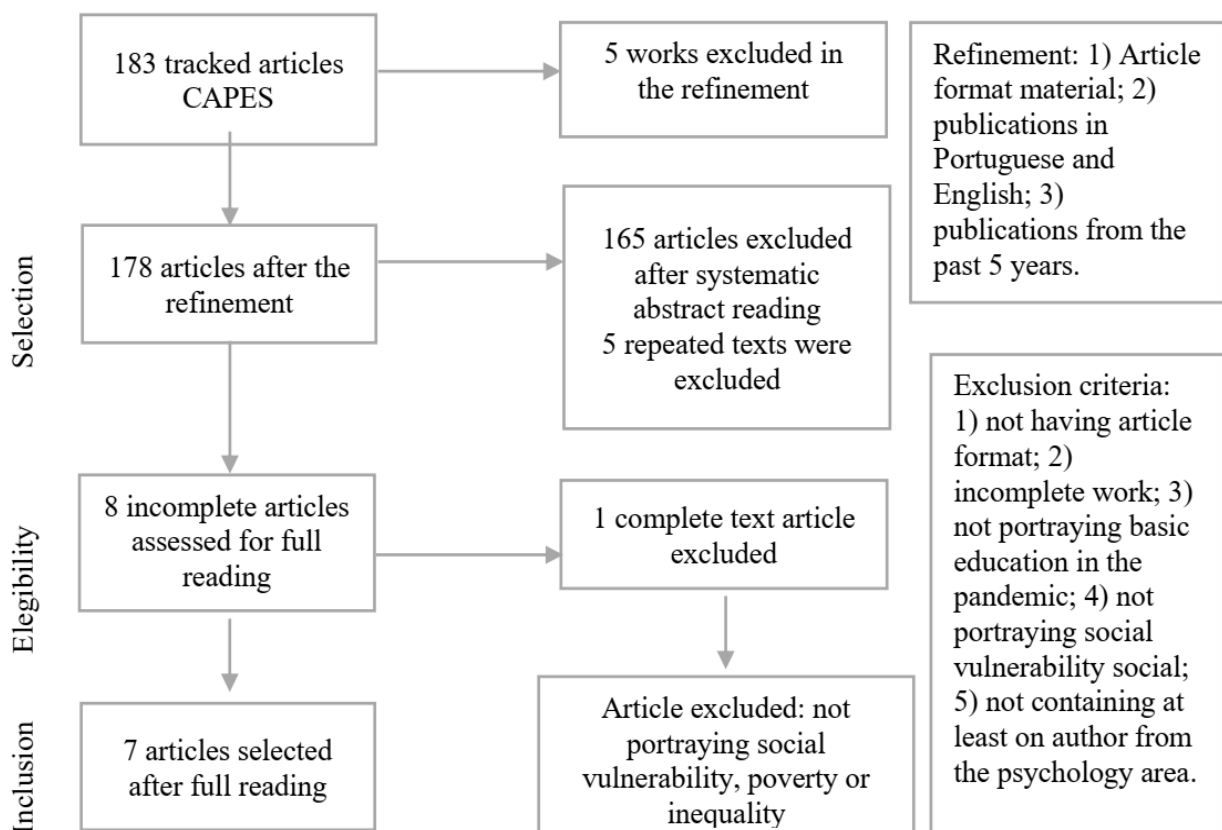 183 tracked articles
CAPES
5 works excluded in
the refinement
Refinement: 1) Article
format material; 2)
publications in
Portuguese and
English; 3)
publications from the
past 5 years.
Selection
178 articles after the
refinement
165 articles excluded
after systematic
abstract reading
5 repeated texts were
excluded
Exclusion criteria:
1) not having article
format; 2)
incomplete work; 3)
not portraying basic
education in the
pandemic; 4) not
portraying social
vulnerability social;
5) not containing at
least on author from
the psychology area.
Elegibility
8 incomplete articles
assessed for full
reading
1 complete text article
excluded
Inclusion
7 articles selected
after full reading
Article excluded: not
portraying social
vulnerability, poverty or
inequality